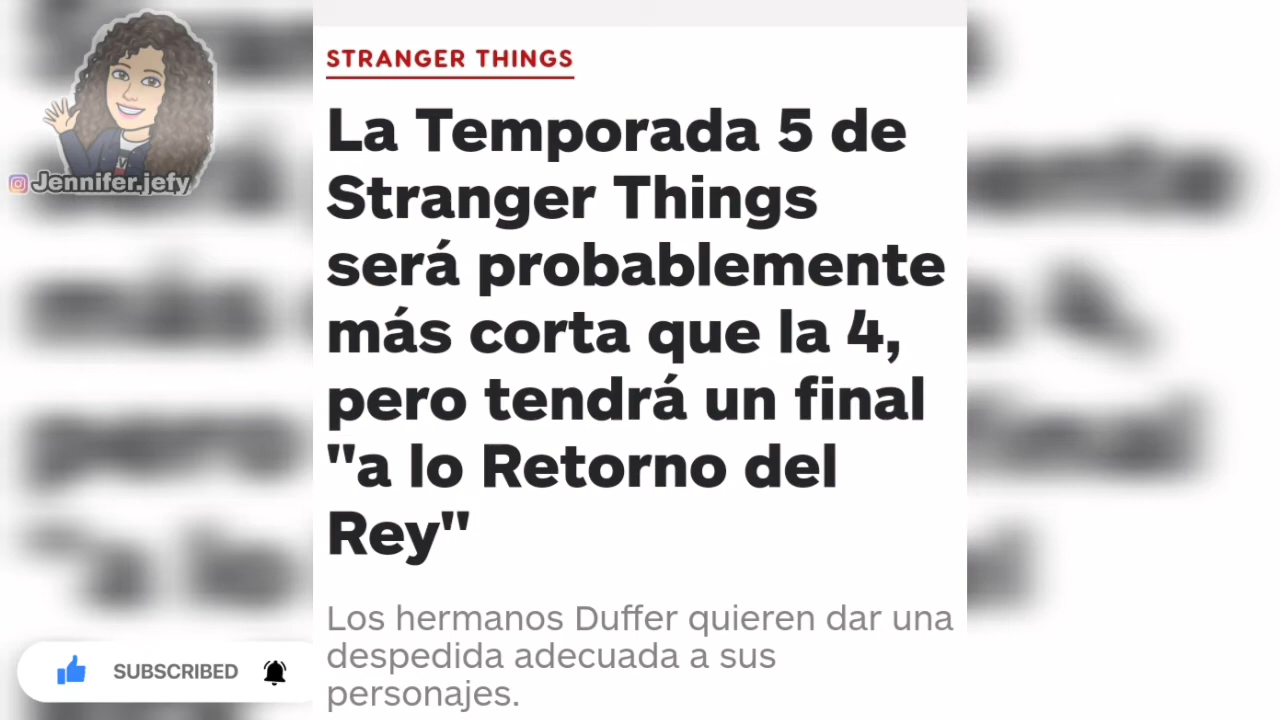 STRANGER THINGS
La Temporada 5 de
Stranger Things
será probablemente
más corta que la 4,
pero tendrá un final
"a lo Retorno del
Rey"
Los hermanos Duffer quieren dar una
despedida adecuada a sus
personajes.
Jennifer.jefy
SUBSCRIBED